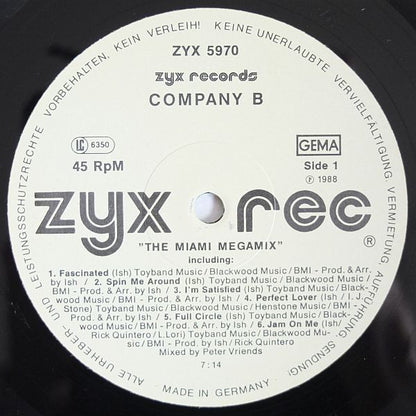 ALLE URHEBER- UND LEISTUNGSSCHUTZRECHTE VORBEHALTEN. KEIN VERLEIH! KEINE UNERLAUBTE VERVIELFÄLTIGUNG, VERMIETUNG, AUFFÜHRUNG, SENDUNG!
ZYX 5970
zyx records
COMPANY B
LC 6350
GEMA
45 RpM
Side 1
Ⓟ 1988
zyx rec ®
"THE MIAMI MEGAMIX"
including:
1. Fascinated (Ish) Toyband Music/Blackwood Music/BMI - Prod. & Arr.
by Ish / 2. Spin Me Around (Ish) Toyband Music/Blackwood Music/
BMI - Prod. & Arr. by Ish / 3. I'm Satisfied (Ish) Toyband Music/Black-
wood Music/BMI - Prod. & Arr. by Ish / 4. Perfect Lover (Ish / I. J.
Stone) Toyband Music/Blackwood Music/Henstone Music/BMI -
Prod. & Arr. by Ish / 5. Full Circle (Ish) Toyband Music/Black-
wood Music/BMI - Prod. & Arr. by Ish / 6. Jam On Me (Ish/
Rick Quintero/S. Lori) Toyband Music/Blackwood Music/
BMI - Prod. & Arr. by Ish / Rick Quintero
Mixed by Peter Vriends
7:14
MADE IN GERMANY